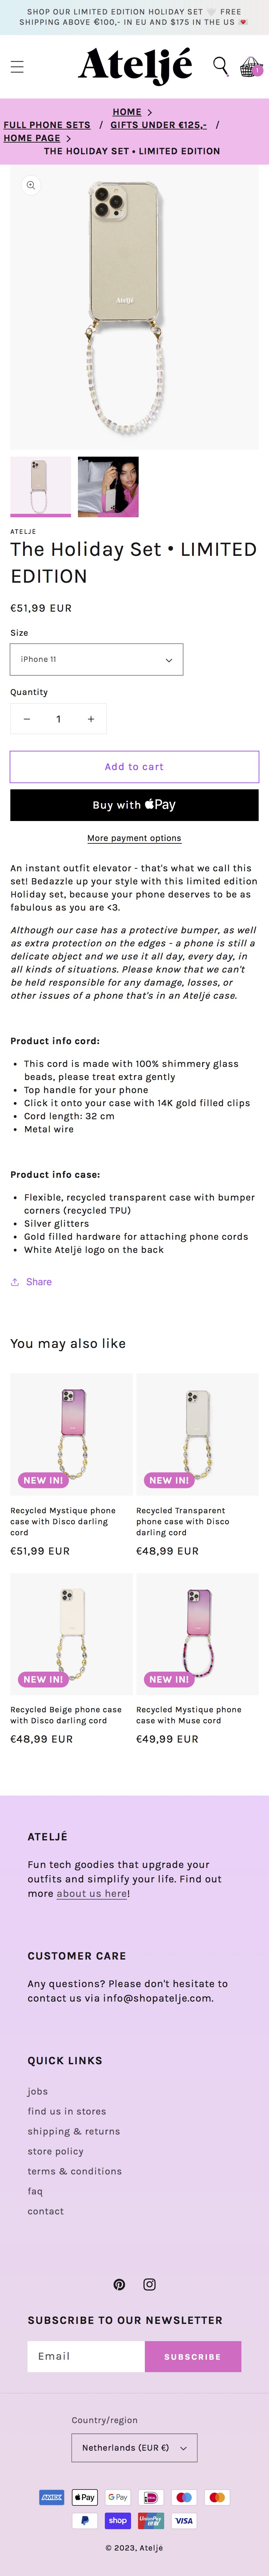 SHOP OUR LIMITED EDITION HOLIDAY SET 🤍 FREE
SHIPPING ABOVE €100,- IN EU AND $175 IN THE US 💌
Ateljé
1
HOME >
FULL PHONE SETS / GIFTS UNDER €125,- /
HOME PAGE >
THE HOLIDAY SET • LIMITED EDITION
Ateljé
ATELJÉ
The Holiday Set • LIMITED
EDITION
€51,99 EUR
Size
iPhone 11
Quantity
− 1 +
Add to cart
Buy with Pay
More payment options
An instant outfit elevator - that's what we call this
set! Bedazzle up your style with this limited edition
Holiday set, because your phone deserves to be as
fabulous as you are <3.
Although our case has a protective bumper, as well
as extra protection on the edges - a phone is still a
delicate object and we use it all day, every day, in
all kinds of situations. Please know that we can't
be held responsible for any damage, losses, or
other issues of a phone that's in an Ateljé case.
Product info cord:
• This cord is made with 100% shimmery glass
beads, please treat extra gently
• Top handle for your phone
• Click it onto your case with 14K gold filled clips
• Cord length: 32 cm
• Metal wire
Product info case:
• Flexible, recycled transparent case with bumper
corners (recycled TPU)
• Silver glitters
• Gold filled hardware for attaching phone cords
• White Ateljé logo on the back
Share
You may also like
NEW IN!
NEW IN!
Recycled Mystique phone
case with Disco darling
cord
€51,99 EUR
Recycled Transparent
phone case with Disco
darling cord
€48,99 EUR
NEW IN!
NEW IN!
Recycled Beige phone case
with Disco darling cord
€48,99 EUR
Recycled Mystique phone
case with Muse cord
€49,99 EUR
ATELJÉ
Fun tech goodies that upgrade your
outfits and simplify your life. Find out
more about us here!
CUSTOMER CARE
Any questions? Please don't hesitate to
contact us via info@shopatelje.com.
QUICK LINKS
jobs
find us in stores
shipping & returns
store policy
terms & conditions
faq
contact
SUBSCRIBE TO OUR NEWSLETTER
Email
SUBSCRIBE
Country/region
Netherlands (EUR €)
AMEX Pay G Pay iDEAL
PayPal shop UnionPay VISA
© 2023, Ateljé